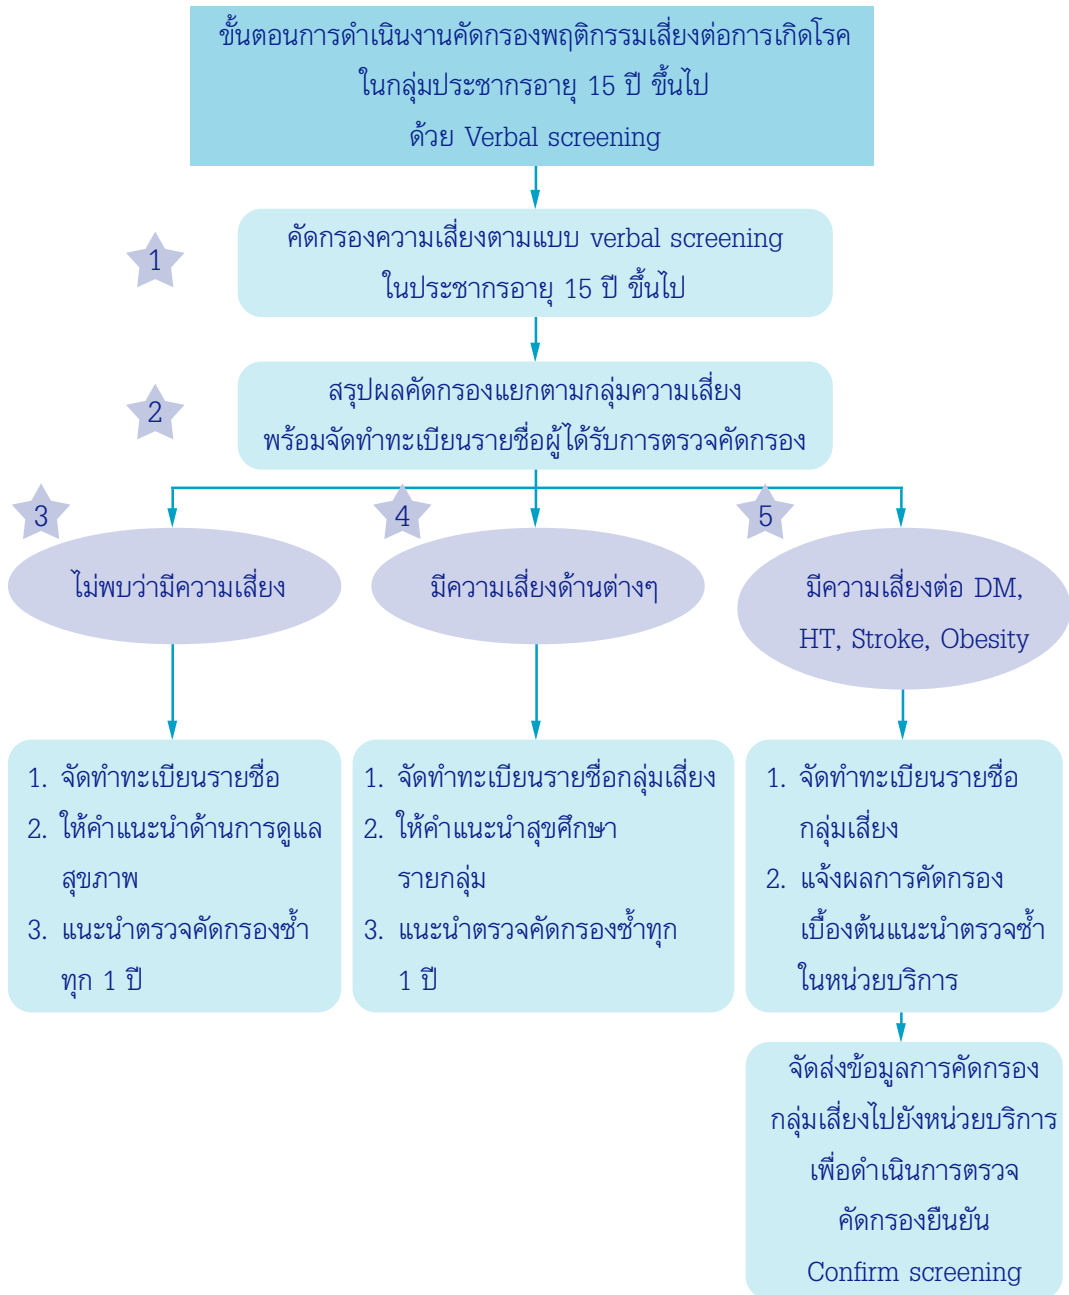 ขั้นตอนการดำเนินงานคัดกรองพฤติกรรมเสี่ยงต่อการเกิดโรค
ในกลุ่มประชากรอายุ 15 ปี ขึ้นไป
ด้วย Verbal screening
1
คัดกรองความเสี่ยงตามแบบ verbal screening
ในประชากรอายุ 15 ปี ขึ้นไป
2
สรุปผลคัดกรองแยกตามกลุ่มความเสี่ยง
พร้อมจัดทำทะเบียนรายชื่อผู้ได้รับการตรวจคัดกรอง
3
ไม่พบว่ามีความเสี่ยง
1. จัดทำทะเบียนรายชื่อ
2. ให้คำแนะนำด้านการดูแล
สุขภาพ
3. แนะนำตรวจคัดกรองซ้ำ
ทุก 1 ปี
4
มีความเสี่ยงด้านต่างๆ
1. จัดทำทะเบียนรายชื่อกลุ่มเสี่ยง
2. ให้คำแนะนำสุขศึกษา
รายกลุ่ม
3. แนะนำตรวจคัดกรองซ้ำทุก
1 ปี
5
มีความเสี่ยงต่อ DM,
HT, Stroke, Obesity
1. จัดทำทะเบียนรายชื่อ
กลุ่มเสี่ยง
2. แจ้งผลการคัดกรอง
เบื้องต้นแนะนำตรวจซ้ำ
ในหน่วยบริการ
จัดส่งข้อมูลการคัดกรอง
กลุ่มเสี่ยงไปยังหน่วยบริการ
เพื่อดำเนินการตรวจ
คัดกรองยืนยัน
Confirm screening